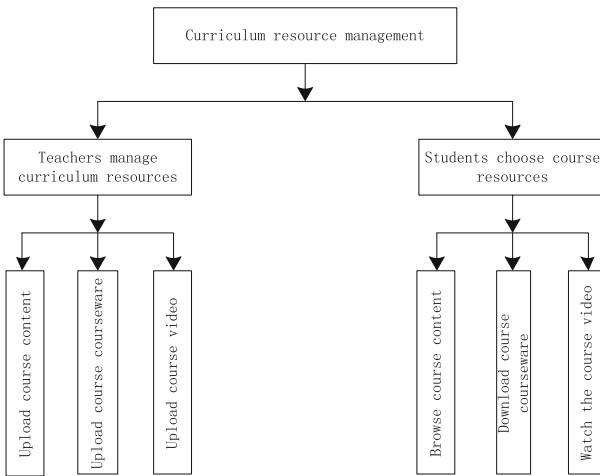 Curriculum resource management
Teachers manage
curriculum resources
Students choose course
resources
Upload course content
Upload course courseware
Upload course video
Browse course content
Download course
courseware
Watch the course video